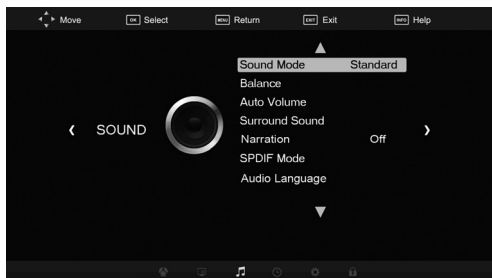 Move OK Select MENU Return EXIT Exit INFO Help
Sound Mode Standard
Balance
Auto Volume
Surround Sound
SOUND
Narration Off
SPDIF Mode
Audio Language